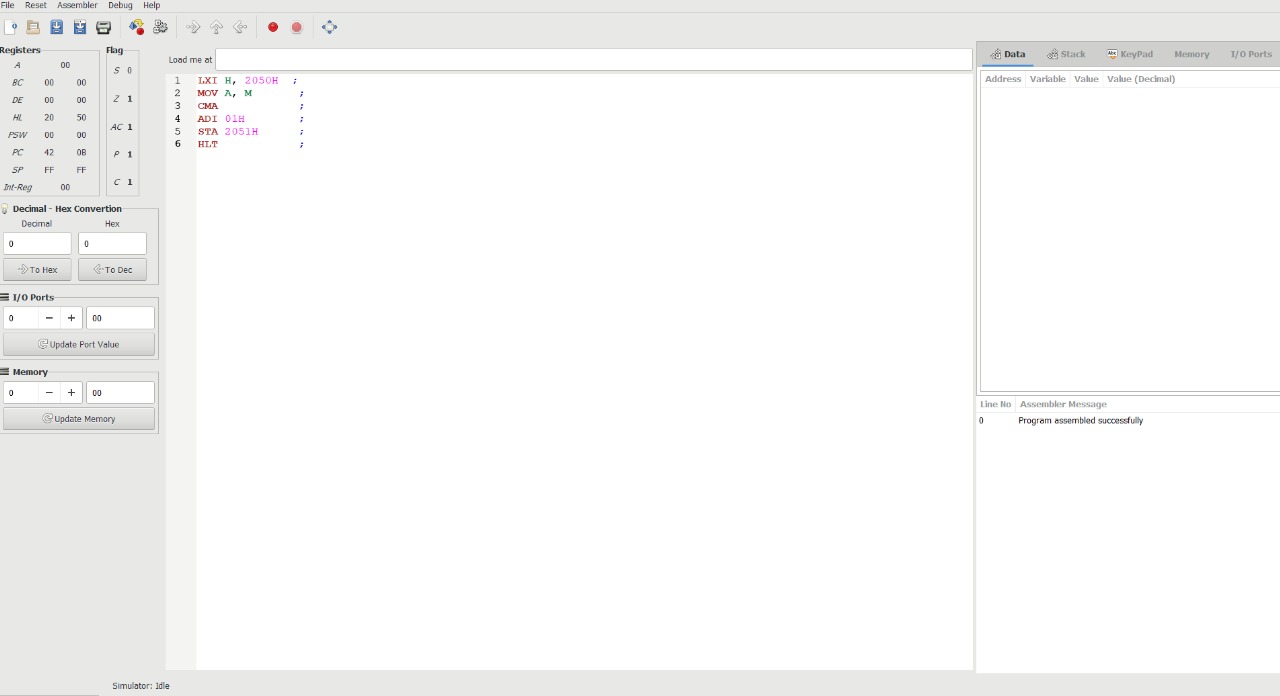 File Reset Assembler Debug Help
Registers
A 00
BC 00 00
DE 00 00
HL 20 50
PSW 00 00
PC 42 0B
SP FF FF
Int-Reg 00
Flag
S 0
Z 1
AC 1
P 1
C 1
Decimal - Hex Convertion
Decimal Hex
0 0
To Hex To Dec
I/O Ports
0 − + 00
Update Port Value
Memory
0 − + 00
Update Memory
Load me at
1 LXI H, 2050H ;
2 MOV A, M ;
3 CMA ;
4 ADI 01H ;
5 STA 2051H ;
6 HLT ;
Data Stack Abc KeyPad Memory I/O Ports
Address Variable Value Value (Decimal)
Line No Assembler Message
0 Program assembled successfully
Simulator: Idle